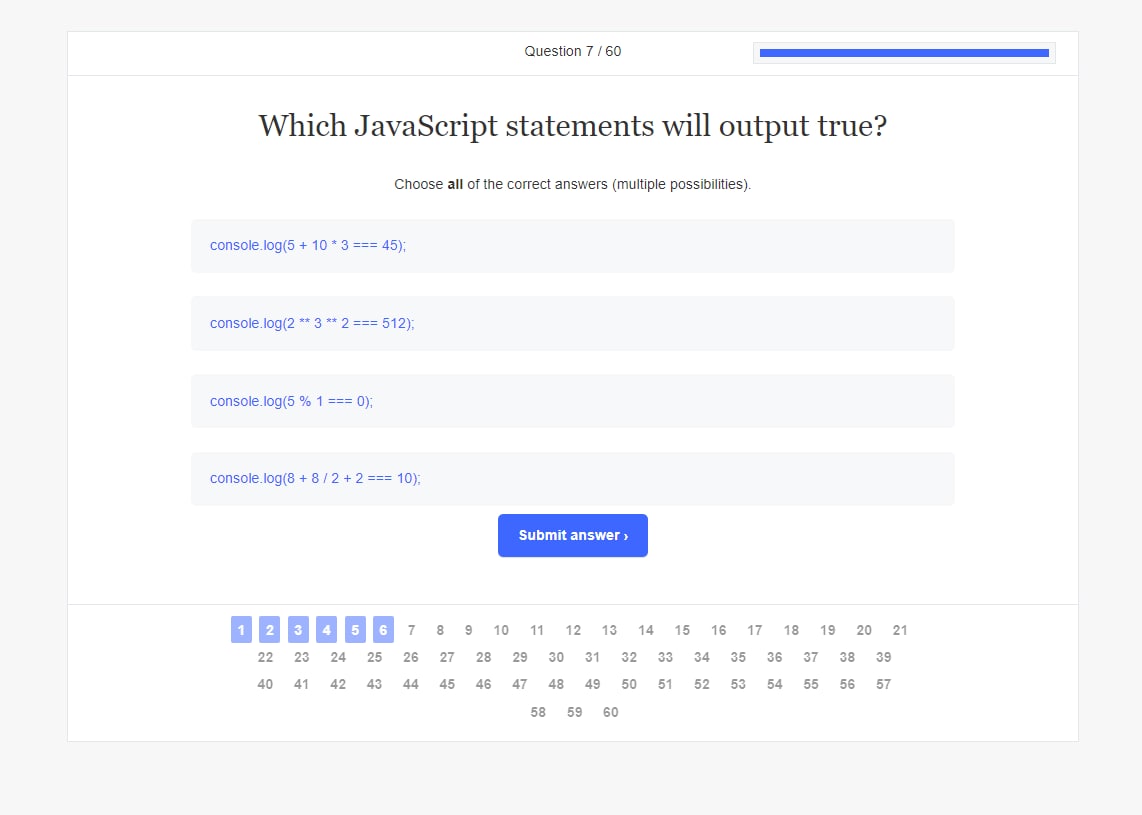 Question 7 / 60
Which JavaScript statements will output true?
Choose all of the correct answers (multiple possibilities).
console.log(5 + 10 * 3 === 45);
console.log(2 ** 3 ** 2 === 512);
console.log(5 % 1 === 0);
console.log(8 + 8 / 2 + 2 === 10);
Submit answer ›
1 2 3 4 5 6 7 8 9 10 11 12 13 14 15 16 17 18 19 20 21
22 23 24 25 26 27 28 29 30 31 32 33 34 35 36 37 38 39
40 41 42 43 44 45 46 47 48 49 50 51 52 53 54 55 56 57
58 59 60